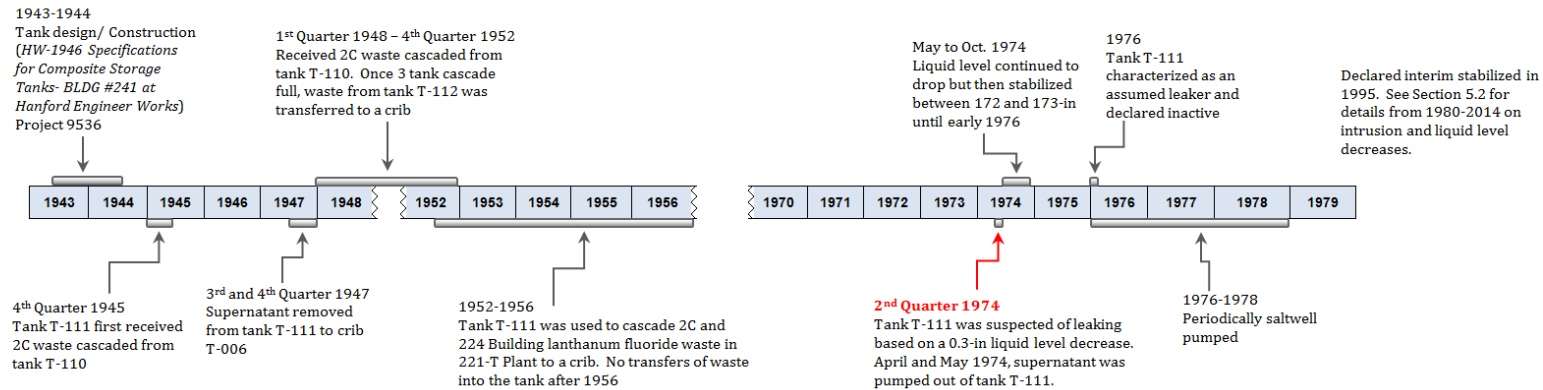 1943-1944
Tank design/ Construction
(HW-1946 Specifications
for Composite Storage
Tanks- BLDG #241 at
Hanford Engineer Works)
Project 9536
1st Quarter 1948 – 4th Quarter 1952
Received 2C waste cascaded from
tank T-110. Once 3 tank cascade
full, waste from tank T-112 was
transferred to a crib
May to Oct. 1974
Liquid level continued to
drop but then stabilized
between 172 and 173-in
until early 1976
1976
Tank T-111
characterized as an
assumed leaker and
declared inactive
Declared interim stabilized in
1995. See Section 5.2 for
details from 1980-2014 on
intrusion and liquid level
decreases.
1943 1944 1945 1946 1947 1948 1952 1953 1954 1955 1956 1970 1971 1972 1973 1974 1975 1976 1977 1978 1979
4th Quarter 1945
Tank T-111 first received
2C waste cascaded from
tank T-110
3rd and 4th Quarter 1947
Supernatant removed
from tank T-111 to crib
T-006
1952-1956
Tank T-111 was used to cascade 2C and
224 Building lanthanum fluoride waste in
221-T Plant to a crib. No transfers of waste
into the tank after 1956
2nd Quarter 1974
Tank T-111 was suspected of leaking
based on a 0.3-in liquid level decrease.
April and May 1974, supernatant was
pumped out of tank T-111.
1976-1978
Periodically saltwell
pumped